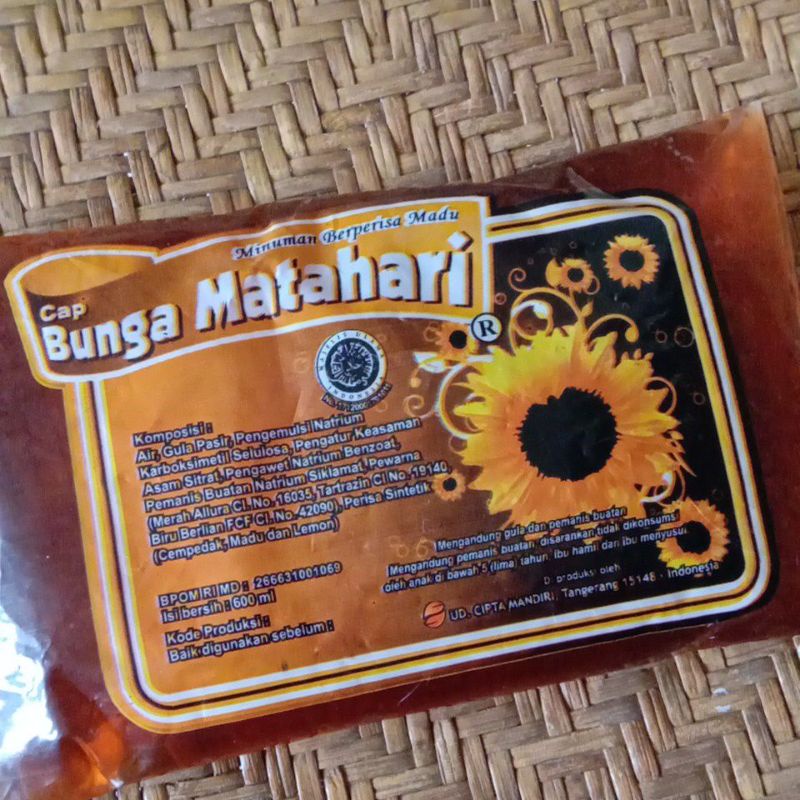 Minuman Berperisa Madu
Cap
Bunga Matahari
®
MAJELIS ULAMA
INDONESIA
Komposisi :
Air, Gula Pasir, Pengemulsi Natrium
Karboksimetil Selulosa, Pengatur Keasaman
Asam Sitrat, Pengawet Natrium Benzoat,
Pemanis Buatan Natrium Siklamat, Pewarna
(Merah Allura CI. No. 16035, Tartrazin CI No. 19140,
Biru Berlian FCF CI No. 42090), Perisa Sintetik
(Cempedak, Madu dan Lemon)
Mengandung gula dan pemanis buatan
Mengandung pemanis buatan, disarankan tidak dikonsumsi
oleh anak di bawah 5 (lima) tahun, ibu hamil dan ibu menyusui
BPOM RI MD : 266631001069
Isi bersih : 600 ml
Kode Produksi :
Baik digunakan sebelum :
Di produksi oleh
UD. CIPTA MANDIRI, Tangerang 15148 - Indonesia